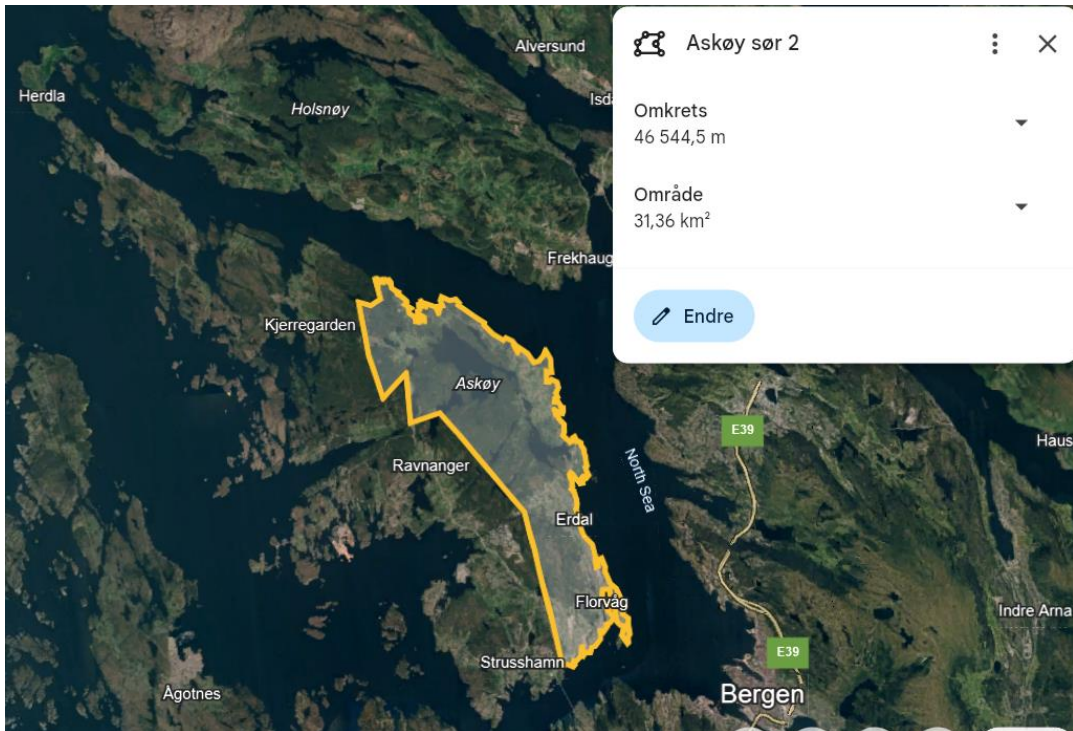 Askøy sør 2
Omkrets
46 544,5 m
Område
31,36 km²
Endre
Alversund
Herdla
Holsnøy
Isda
Frekhaug
Kjerregarden
Askøy
E39
Haus
Ravnanger
North Sea
Erdal
Florvåg
Indre Arna
Strusshamn
E39
Ågotnes
Bergen